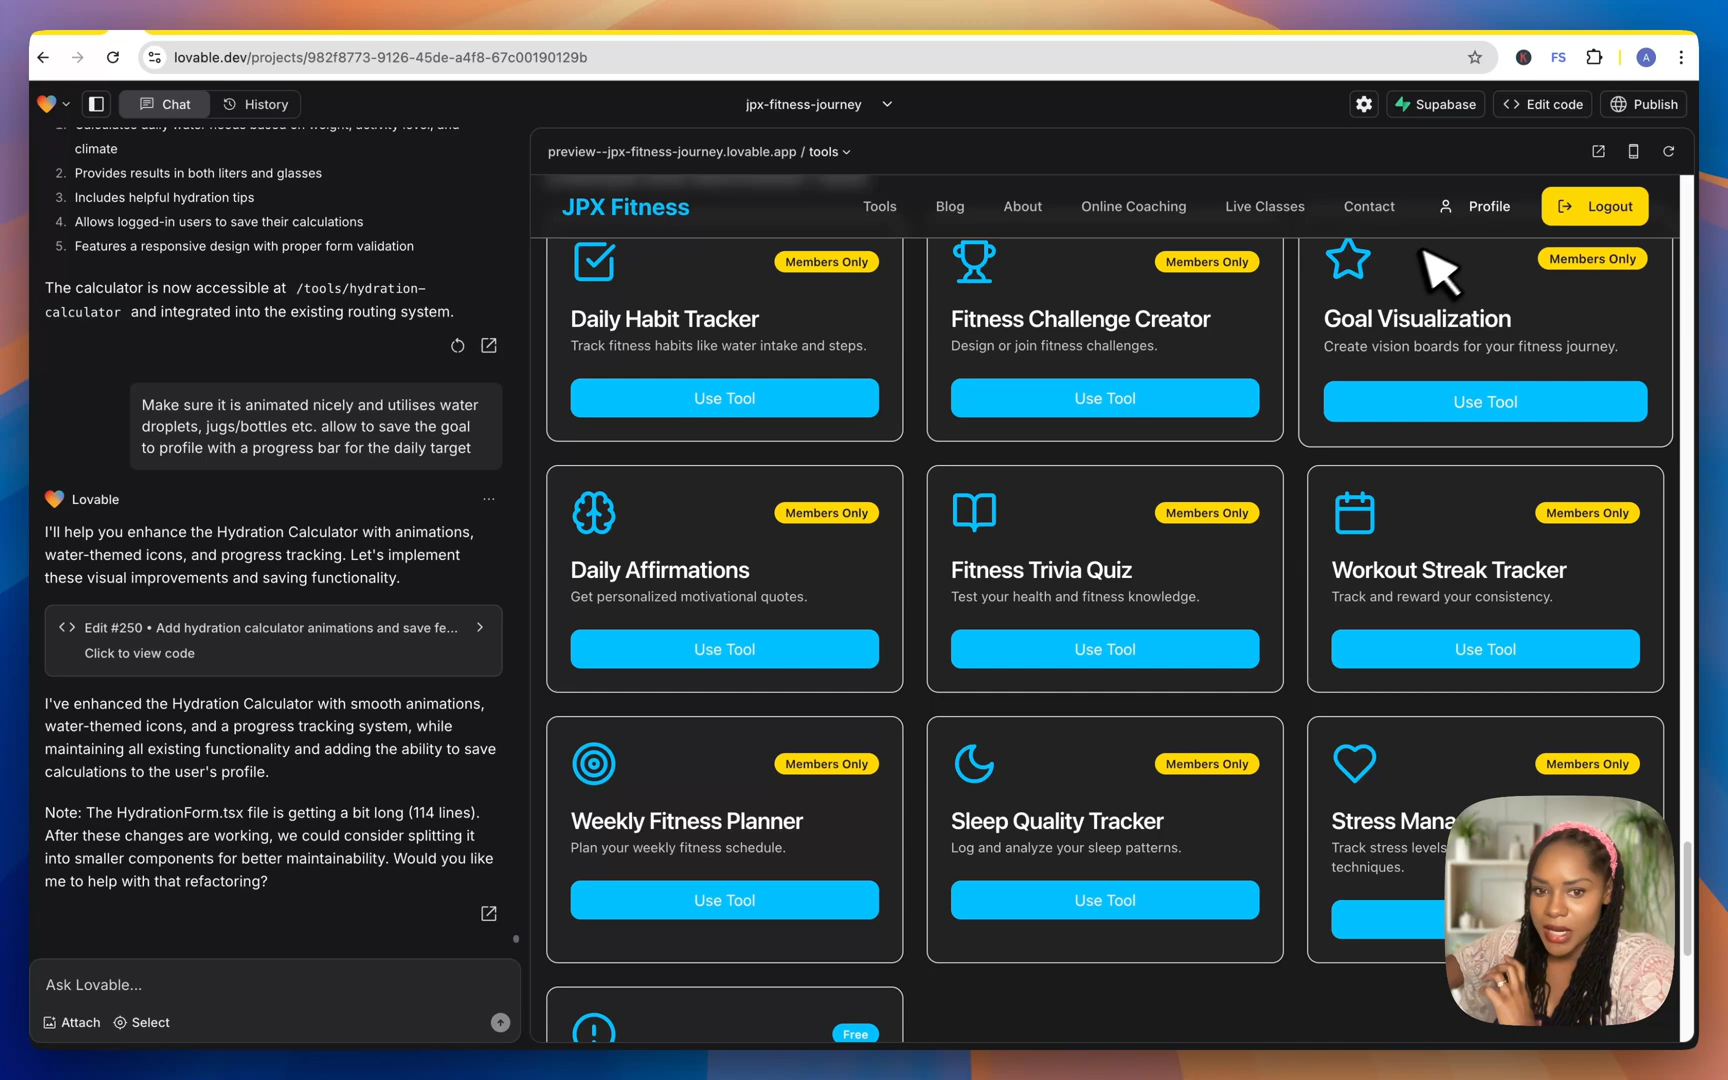 lovable.dev/projects/982f8773-9126-45de-a4f8-67c00190129b
FS
A
Chat
History
jpx-fitness-journey
Supabase
Edit code
Publish
climate
2. Provides results in both liters and glasses
3. Includes helpful hydration tips
4. Allows logged-in users to save their calculations
5. Features a responsive design with proper form validation
The calculator is now accessible at /tools/hydration-
calculator and integrated into the existing routing system.
Make sure it is animated nicely and utilises water
droplets, jugs/bottles etc. allow to save the goal
to profile with a progress bar for the daily target
Lovable
...
I'll help you enhance the Hydration Calculator with animations,
water-themed icons, and progress tracking. Let's implement
these visual improvements and saving functionality.
Edit #250 • Add hydration calculator animations and save fe...
Click to view code
I've enhanced the Hydration Calculator with smooth animations,
water-themed icons, and a progress tracking system, while
maintaining all existing functionality and adding the ability to save
calculations to the user's profile.
Note: The HydrationForm.tsx file is getting a bit long (114 lines).
After these changes are working, we could consider splitting it
into smaller components for better maintainability. Would you like
me to help with that refactoring?
Ask Lovable...
Attach
Select
preview--jpx-fitness-journey.lovable.app / tools
JPX Fitness
Tools
Blog
About
Online Coaching
Live Classes
Contact
Profile
Logout
Members Only
Daily Habit Tracker
Track fitness habits like water intake and steps.
Use Tool
Members Only
Fitness Challenge Creator
Design or join fitness challenges.
Use Tool
Members Only
Goal Visualization
Create vision boards for your fitness journey.
Use Tool
Members Only
Daily Affirmations
Get personalized motivational quotes.
Use Tool
Members Only
Fitness Trivia Quiz
Test your health and fitness knowledge.
Use Tool
Members Only
Workout Streak Tracker
Track and reward your consistency.
Use Tool
Members Only
Weekly Fitness Planner
Plan your weekly fitness schedule.
Use Tool
Members Only
Sleep Quality Tracker
Log and analyze your sleep patterns.
Use Tool
Members Only
Stress Mana
Track stress levels
techniques.
Free